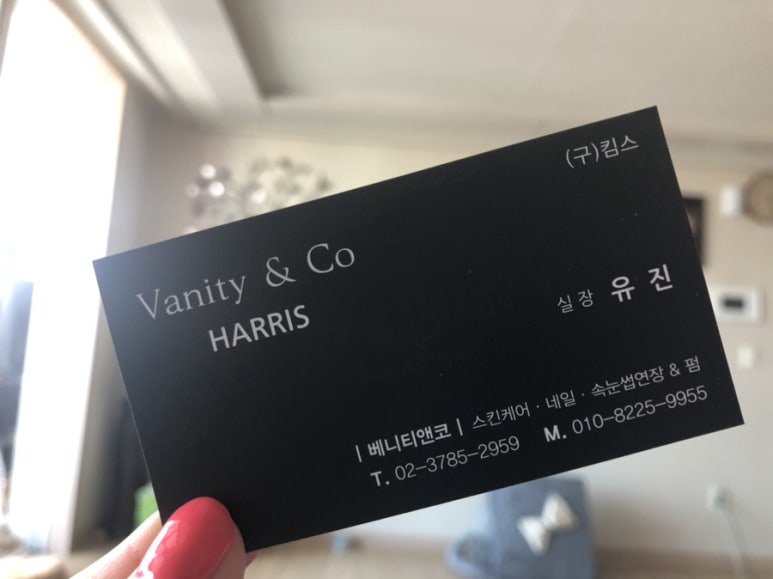 (구)킴스
Vanity & Co
HARRIS
실장 유 진
| 베니티앤코 | 스킨케어 · 네일 · 속눈썹연장 & 펌
T. 02-3785-2959 M. 010-8225-9955